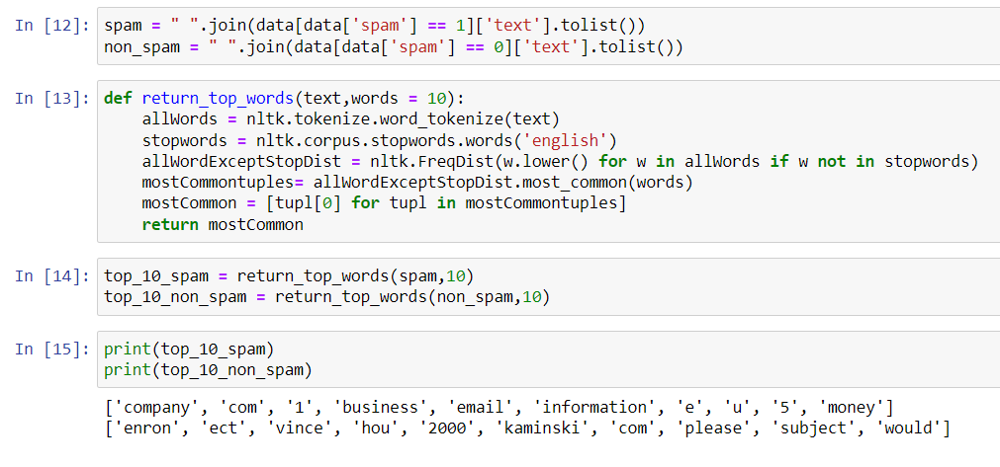 In [12]: spam = " ".join(data[data['spam'] == 1]['text'].tolist())
non_spam = " ".join(data[data['spam'] == 0]['text'].tolist())
In [13]: def return_top_words(text,words = 10):
    allWords = nltk.tokenize.word_tokenize(text)
    stopwords = nltk.corpus.stopwords.words('english')
    allWordExceptStopDist = nltk.FreqDist(w.lower() for w in allWords if w not in stopwords)
    mostCommontuples= allWordExceptStopDist.most_common(words)
    mostCommon = [tupl[0] for tupl in mostCommontuples]
    return mostCommon
In [14]: top_10_spam = return_top_words(spam,10)
top_10_non_spam = return_top_words(non_spam,10)
In [15]: print(top_10_spam)
print(top_10_non_spam)
['company', 'com', '1', 'business', 'email', 'information', 'e', 'u', '5', 'money']
['enron', 'ect', 'vince', 'hou', '2000', 'kaminski', 'com', 'please', 'subject', 'would']